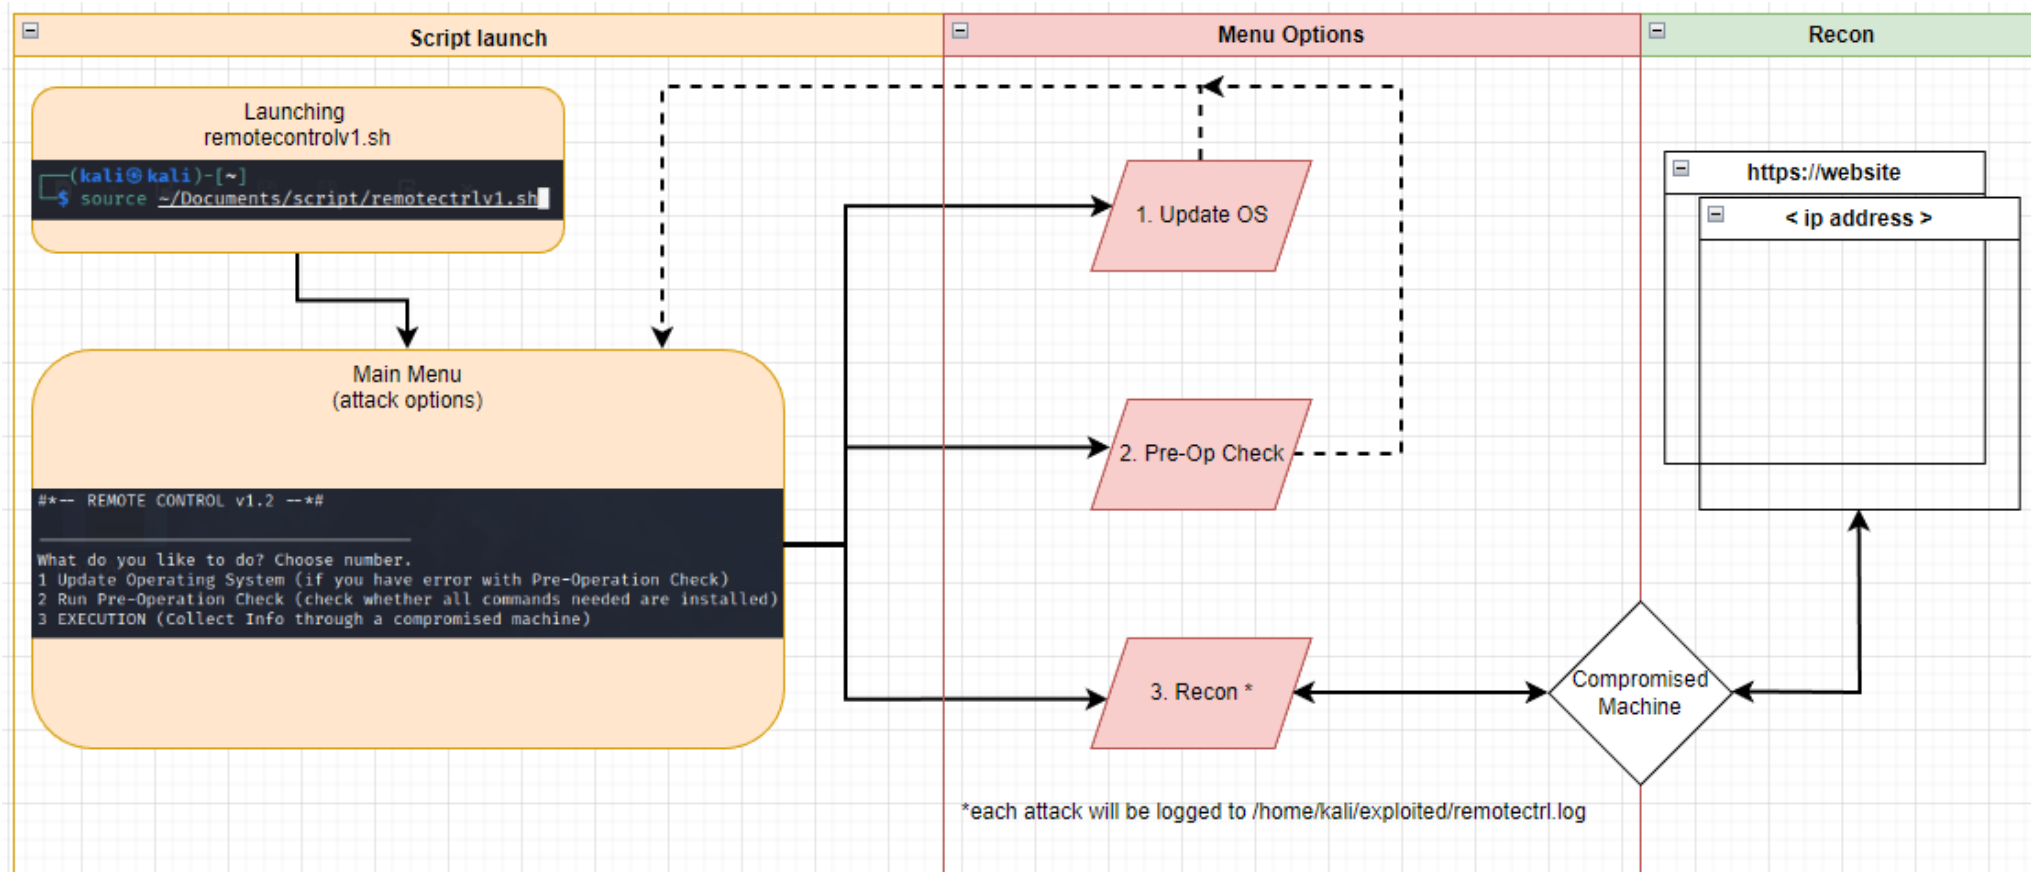 Script launch
Menu Options
Recon
Launching
remotecontrolv1.sh
(kali㉿kali)-[~]
$ source ~/Documents/script/remotectrlv1.sh
Main Menu
(attack options)
#*-- REMOTE CONTROL v1.2 --*#
What do you like to do? Choose number.
1 Update Operating System (if you have error with Pre-Operation Check)
2 Run Pre-Operation Check (check whether all commands needed are installed)
3 EXECUTION (Collect Info through a compromised machine)
1. Update OS
2. Pre-Op Check
3. Recon *
*each attack will be logged to /home/kali/exploited/remotectrl.log
Compromised
Machine
https://website
< ip address >